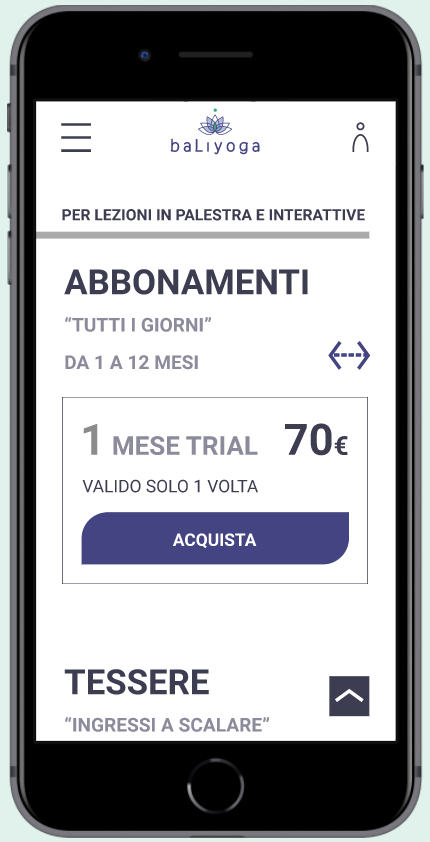 baLiyoga
PER LEZIONI IN PALESTRA E INTERATTIVE
ABBONAMENTI
“TUTTI I GIORNI”
DA 1 A 12 MESI
1 MESE TRIAL 70€
VALIDO SOLO 1 VOLTA
ACQUISTA
TESSERE
“INGRESSI A SCALARE”